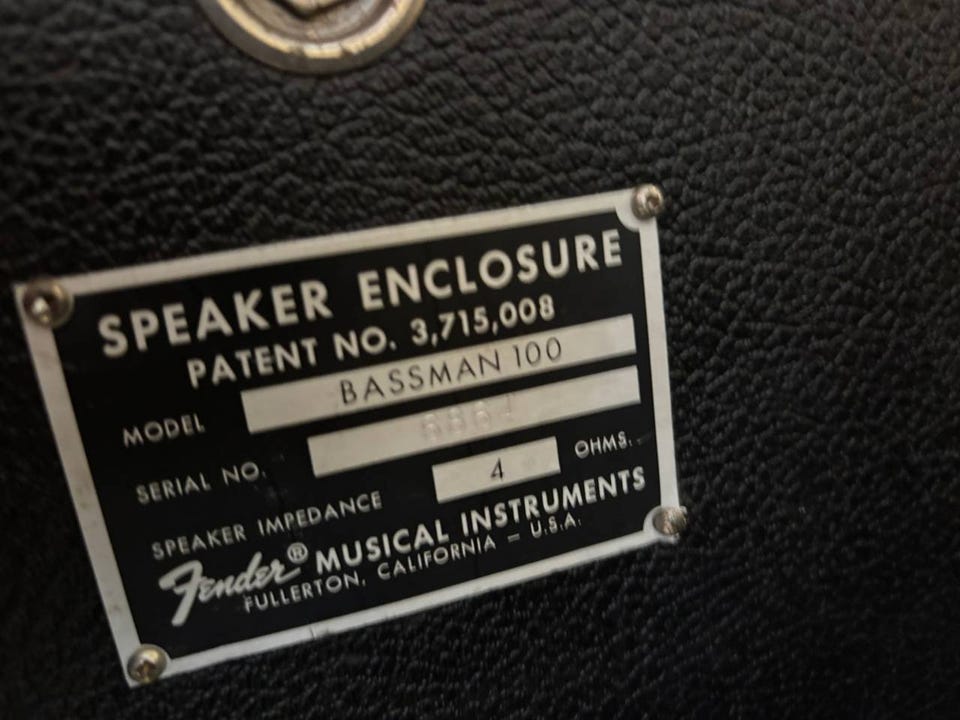 SPEAKER ENCLOSURE
PATENT NO. 3,715,008
MODEL BASSMAN 100
SERIAL NO.
SPEAKER IMPEDANCE 4 OHMS.
Fender® MUSICAL INSTRUMENTS
FULLERTON, CALIFORNIA – U.S.A.